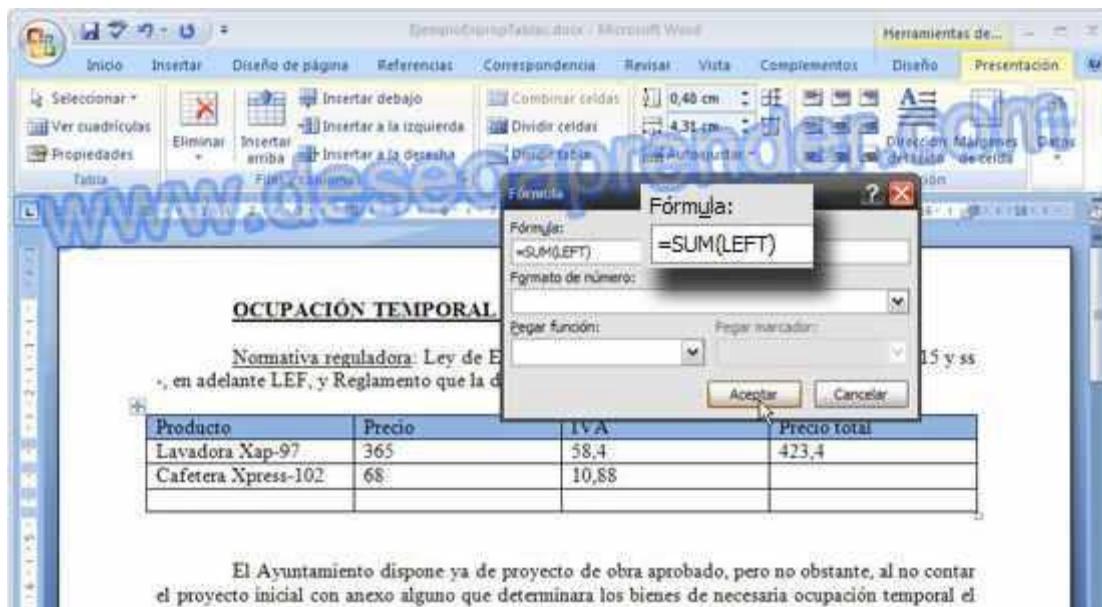 EjemploExpropTablas.docx - Microsoft Word
Herramientas de...
Inicio Insertar Diseño de página Referencias Correspondencia Revisar Vista Complementos Diseño Presentación
Seleccionar
Ver cuadrículas
Propiedades
Tabla
Eliminar
Insertar arriba
Insertar debajo
Insertar a la izquierda
Insertar a la derecha
Combinar celdas
Dividir celdas
Dividir tabla
0,48 cm
4,31 cm
Autoajustar
Dirección del texto
Márgenes de celda
Datos
www.deseoaprender.com
Fórmula
Fórmula:
=SUM(LEFT)
Fórmula:
=SUM(LEFT)
Formato de número:
Pegar función:
Pegar marcador:
Aceptar
Cancelar
OCUPACIÓN TEMPORAL
Normativa reguladora: Ley de E 15 y ss
-, en adelante LEF, y Reglamento que la d
Producto Precio IVA Precio total
Lavadora Xap-97 365 58,4 423,4
Cafetera Xpress-102 68 10,88
El Ayuntamiento dispone ya de proyecto de obra aprobado, pero no obstante, al no contar
el proyecto inicial con anexo alguno que determinara los bienes de necesaria ocupación temporal el